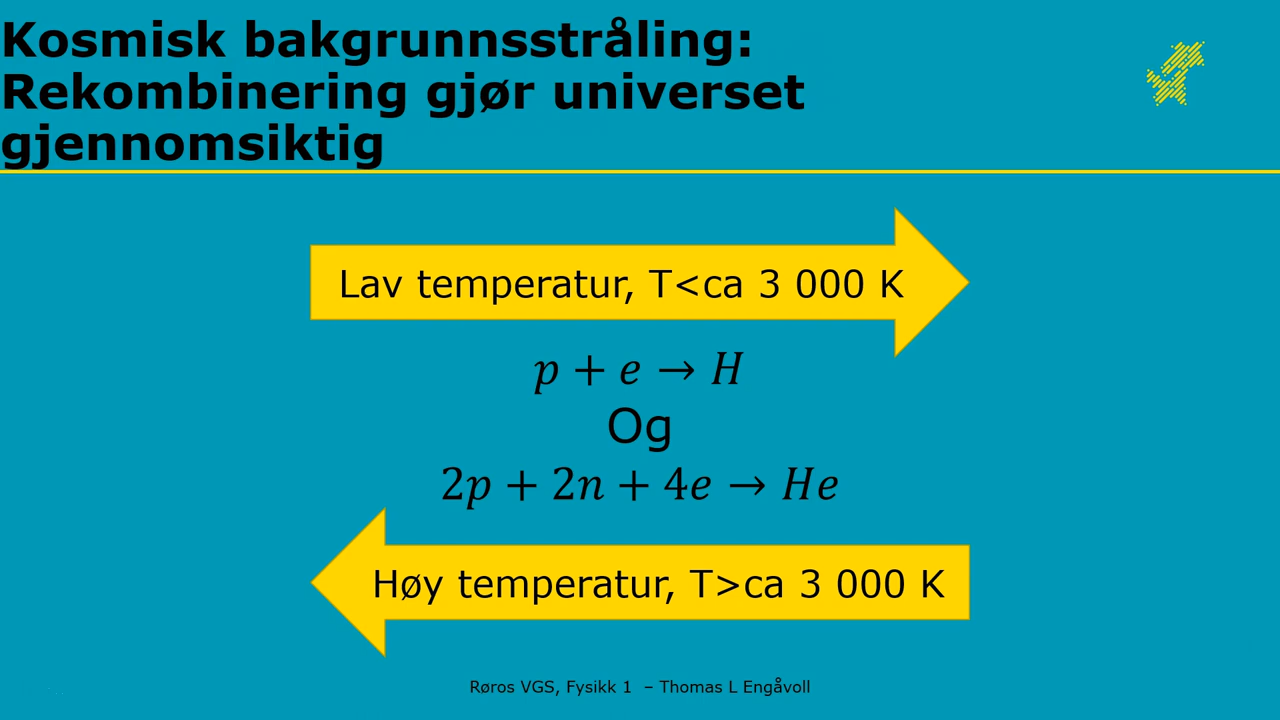 Kosmisk bakgrunnsstråling:
Rekombinering gjør universet
gjennomsiktig
Lav temperatur, T<ca 3 000 K
p + e → H
Og
2p + 2n + 4e → He
Høy temperatur, T>ca 3 000 K
Røros VGS, Fysikk 1 – Thomas L Engåvoll